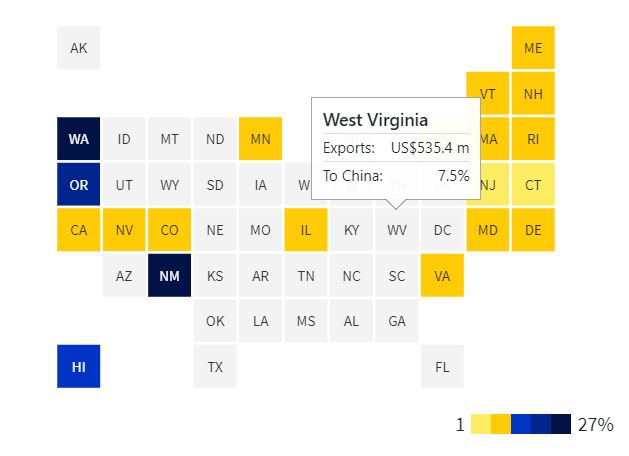 AK
ME
VT NH
West Virginia
WA ID MT ND MN MA RI
Exports: US$535.4 m
To China: 7.5%
OR UT WY SD IA OH NJ CT
CA NV CO NE MO IL KY WV DC MD DE
AZ NM KS AR TN NC SC VA
OK LA MS AL GA
HI TX FL
1 27%